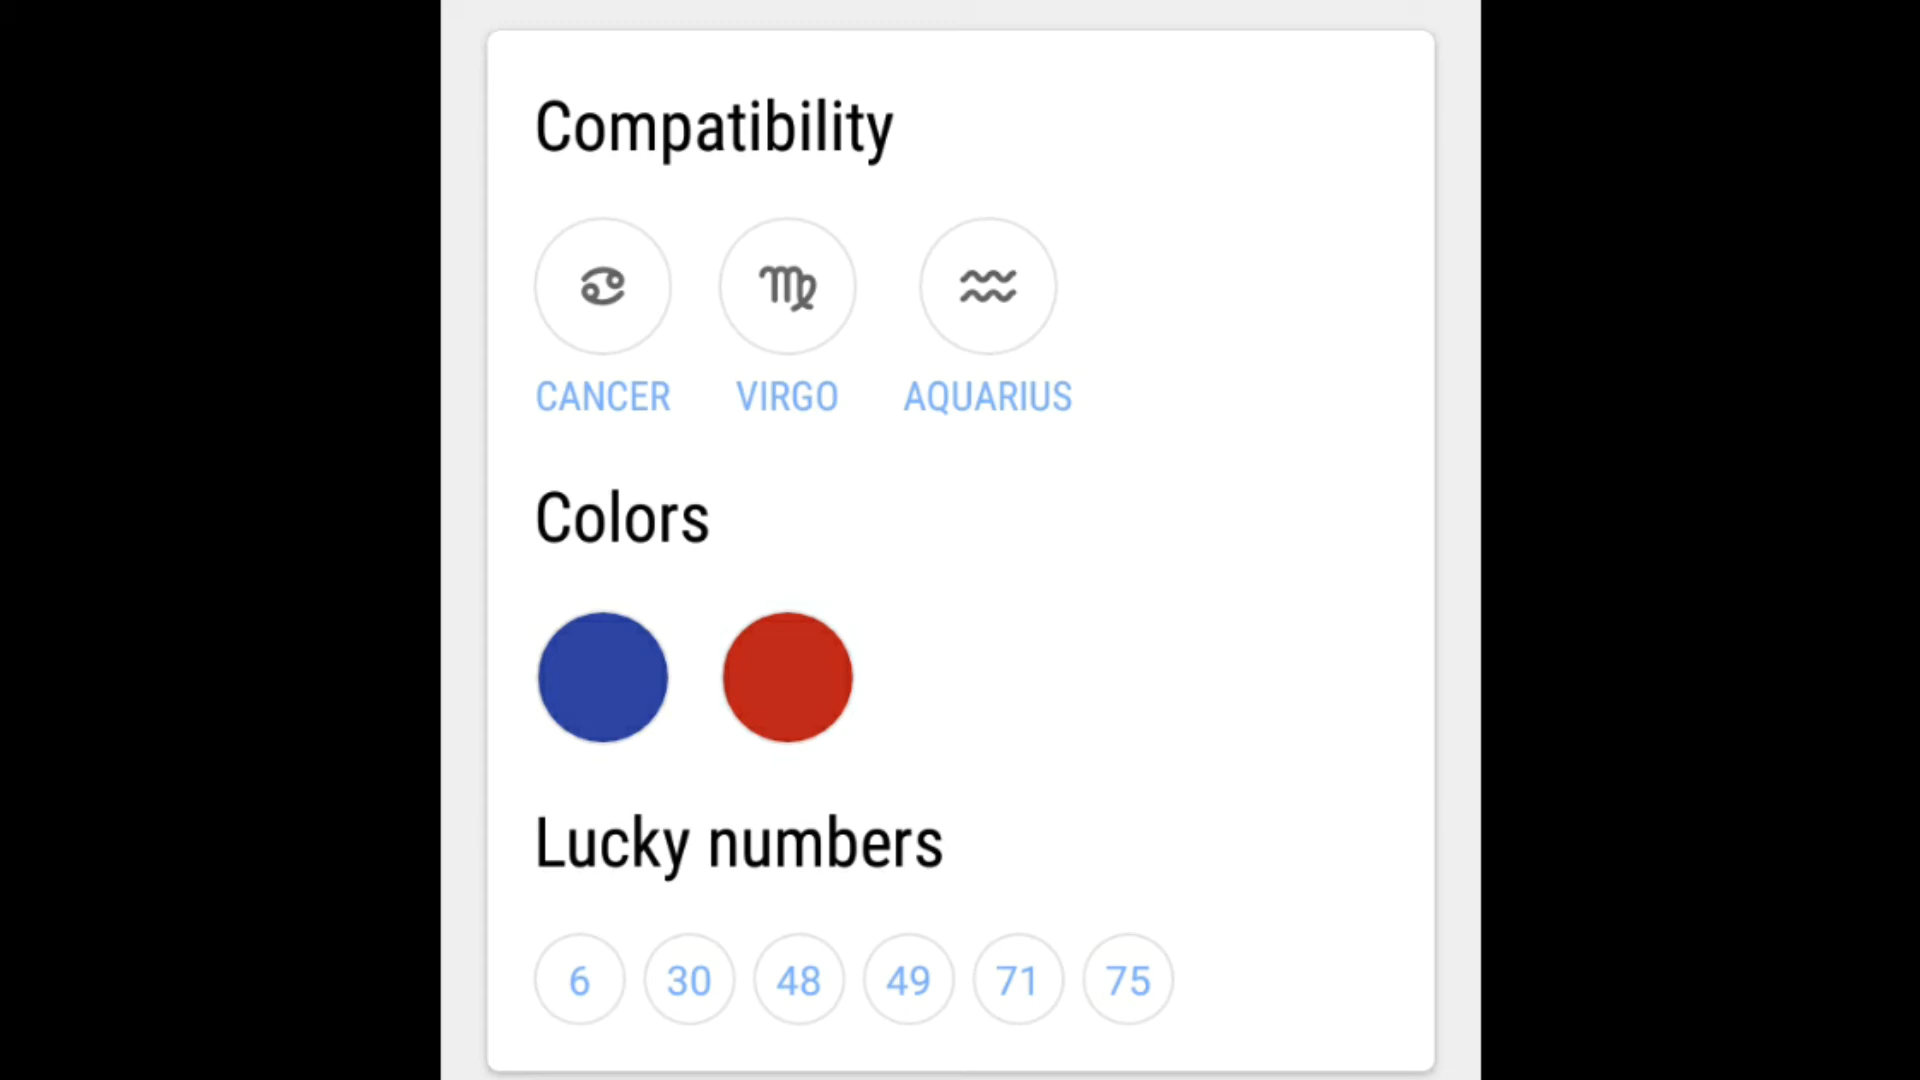 Compatibility
CANCER VIRGO AQUARIUS
Colors
Lucky numbers
6 30 48 49 71 75